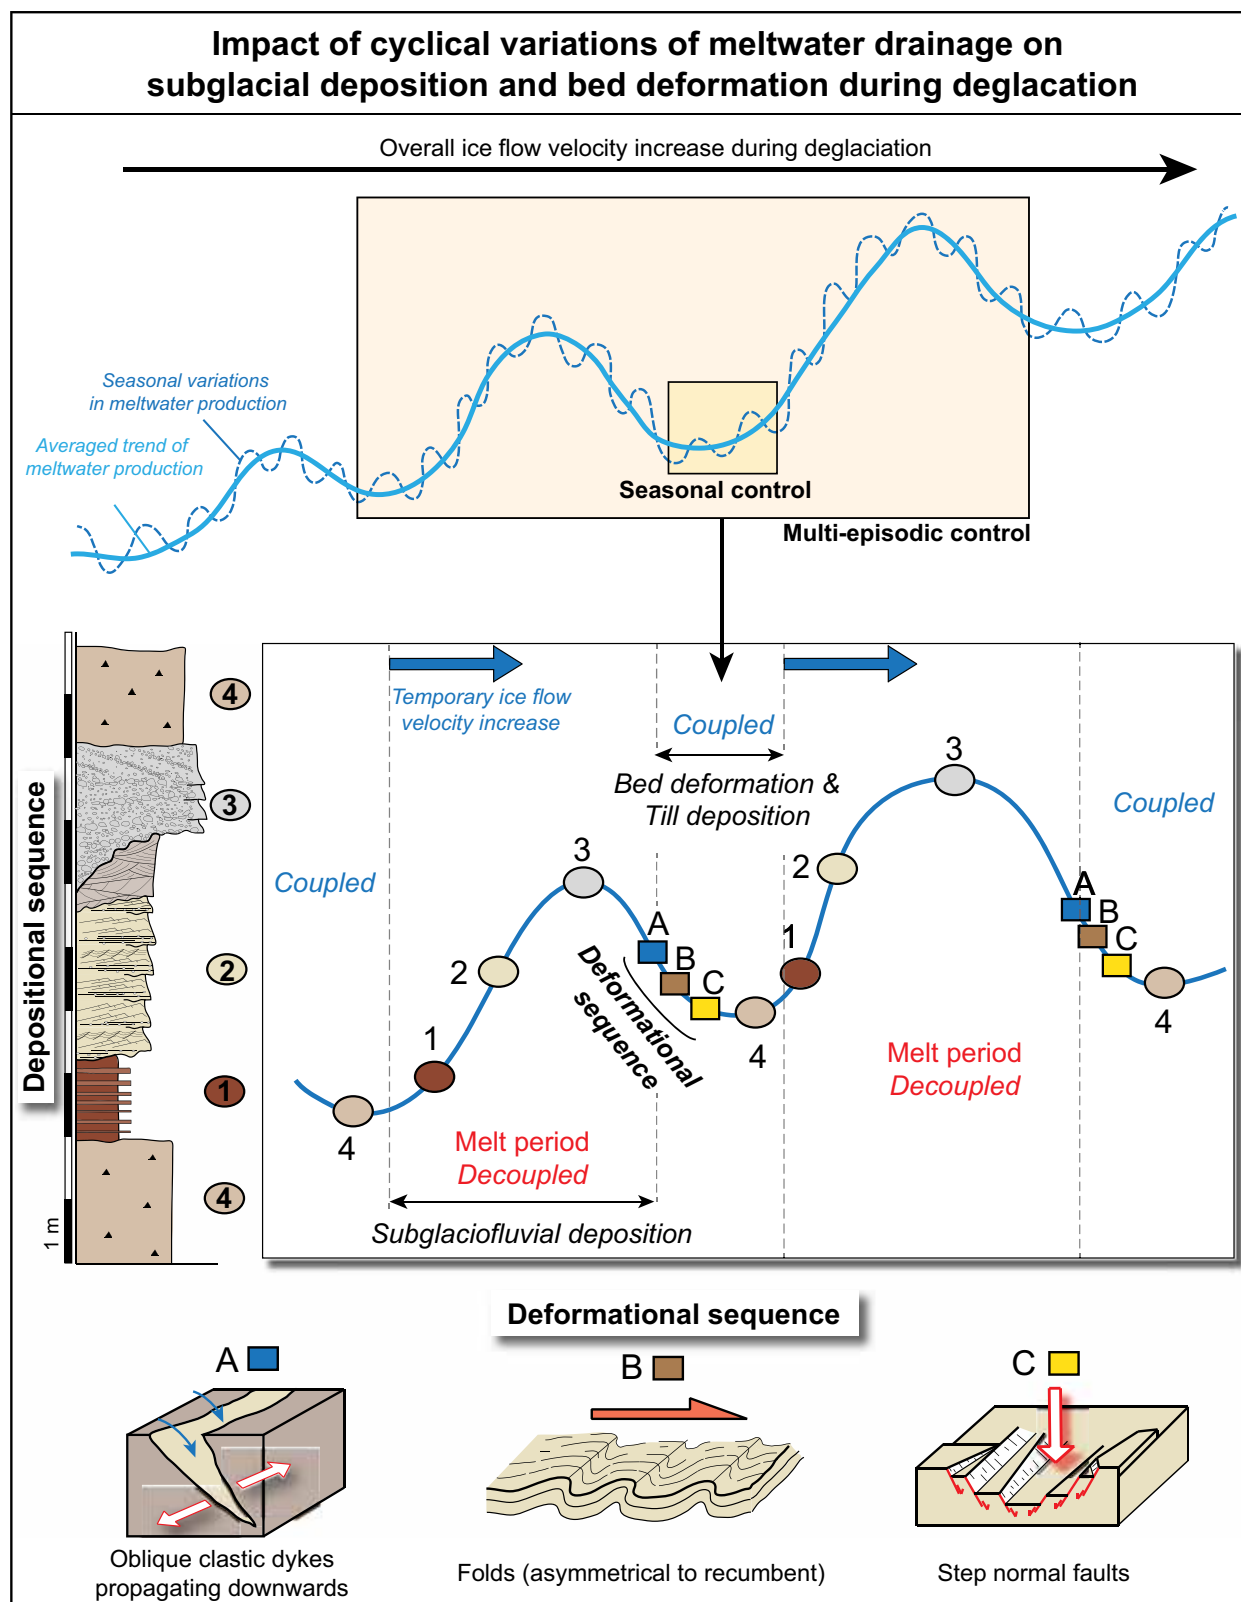 Impact of cyclical variations of meltwater drainage on
subglacial deposition and bed deformation during deglacation
Overall ice flow velocity increase during deglaciation
Seasonal variations
in meltwater production
Averaged trend of
meltwater production
Seasonal control
Multi-episodic control
Depositional sequence
1 m
4
3
2
1
4
Temporary ice flow
velocity increase
Coupled
Bed deformation &
Till deposition
Coupled
Coupled
4
1
2
3
A
B
C
4
1
2
3
A
B
C
4
Deformational
sequence
Melt period
Decoupled
Melt period
Decoupled
Subglaciofluvial deposition
Deformational sequence
A
B
C
Oblique clastic dykes
propagating downwards
Folds (asymmetrical to recumbent)
Step normal faults